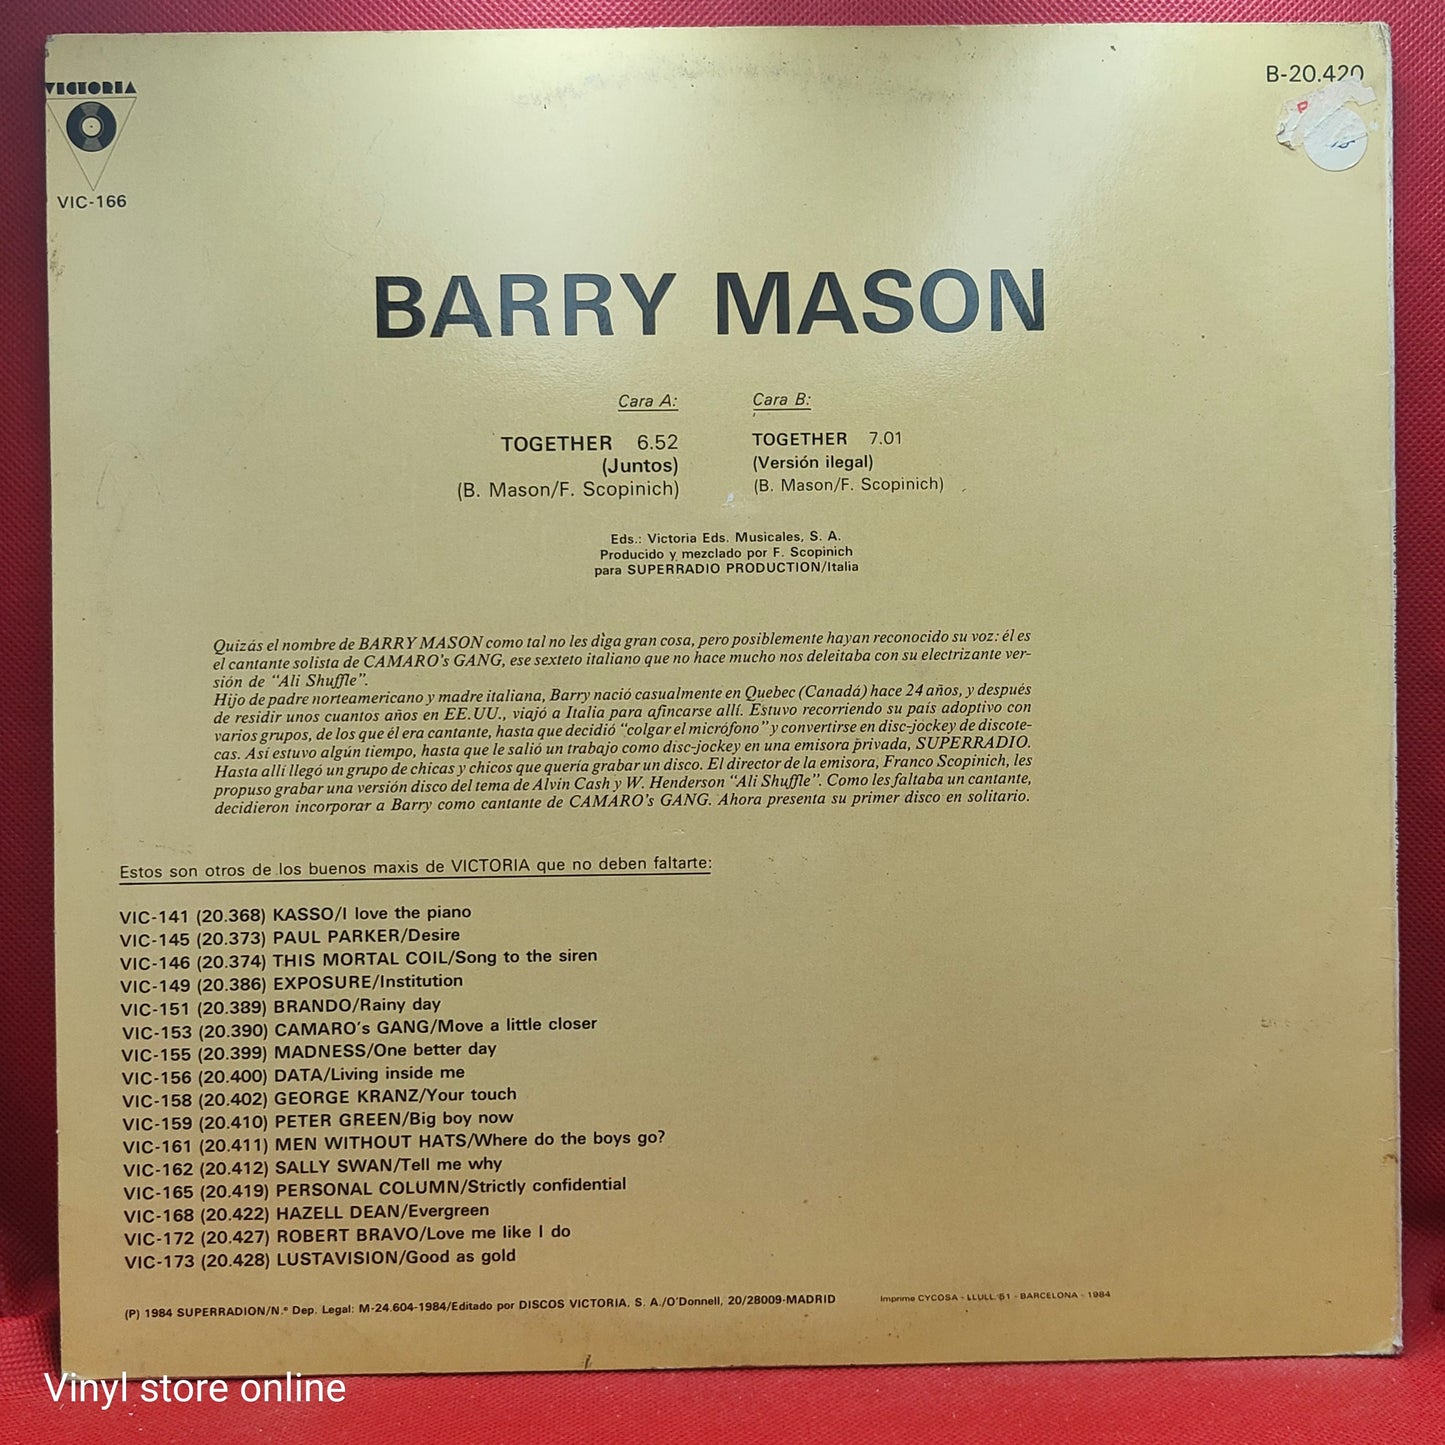 VICTORIA
VIC-166
B-20.420
BARRY MASON
Cara A:
TOGETHER 6.52
(Juntos)
(B. Mason/F. Scopinich)
Cara B:
TOGETHER 7.01
(Versión ilegal)
(B. Mason/F. Scopinich)
Eds.: Victoria Eds. Musicales, S. A.
Producido y mezclado por F. Scopinich
para SUPERRADIO PRODUCTION/Italia
Quizás el nombre de BARRY MASON como tal no les diga gran cosa, pero posiblemente hayan reconocido su voz: él es
el cantante solista de CAMARO's GANG, ese sexteto italiano que no hace mucho nos deleitaba con su electrizante ver-
sión de “Ali Shuffle”.
Hijo de padre norteamericano y madre italiana, Barry nació casualmente en Quebec (Canadá) hace 24 años, y después
de residir unos cuantos años en EE.UU., viajó a Italia para afincarse allí. Estuvo recorriendo su país adoptivo con
varios grupos, de los que él era cantante, hasta que decidió “colgar el micrófono” y convertirse en disc-jockey de discote-
cas. Así estuvo algún tiempo, hasta que le salió un trabajo como disc-jockey en una emisora privada, SUPERRADIO.
Hasta allí llegó un grupo de chicas y chicos que quería grabar un disco. El director de la emisora, Franco Scopinich, les
propuso grabar una versión disco del tema de Alvin Cash y W. Henderson “Ali Shuffle”. Como les faltaba un cantante,
decidieron incorporar a Barry como cantante de CAMARO's GANG. Ahora presenta su primer disco en solitario.
Estos son otros de los buenos maxis de VICTORIA que no deben faltarte:
VIC-141 (20.368) KASSO/I love the piano
VIC-145 (20.373) PAUL PARKER/Desire
VIC-146 (20.374) THIS MORTAL COIL/Song to the siren
VIC-149 (20.386) EXPOSURE/Institution
VIC-151 (20.389) BRANDO/Rainy day
VIC-153 (20.390) CAMARO's GANG/Move a little closer
VIC-155 (20.399) MADNESS/One better day
VIC-156 (20.400) DATA/Living inside me
VIC-158 (20.402) GEORGE KRANZ/Your touch
VIC-159 (20.410) PETER GREEN/Big boy now
VIC-161 (20.411) MEN WITHOUT HATS/Where do the boys go?
VIC-162 (20.412) SALLY SWAN/Tell me why
VIC-165 (20.419) PERSONAL COLUMN/Strictly confidential
VIC-168 (20.422) HAZELL DEAN/Evergreen
VIC-172 (20.427) ROBERT BRAVO/Love me like I do
VIC-173 (20.428) LUSTAVISION/Good as gold
(P) 1984 SUPERRADION/N.º Dep. Legal: M-24.604-1984/Editado por DISCOS VICTORIA, S. A./O'Donnell, 20/28009-MADRID
Imprime CYCOSA - LLULL 51 - BARCELONA - 1984
Vinyl store online